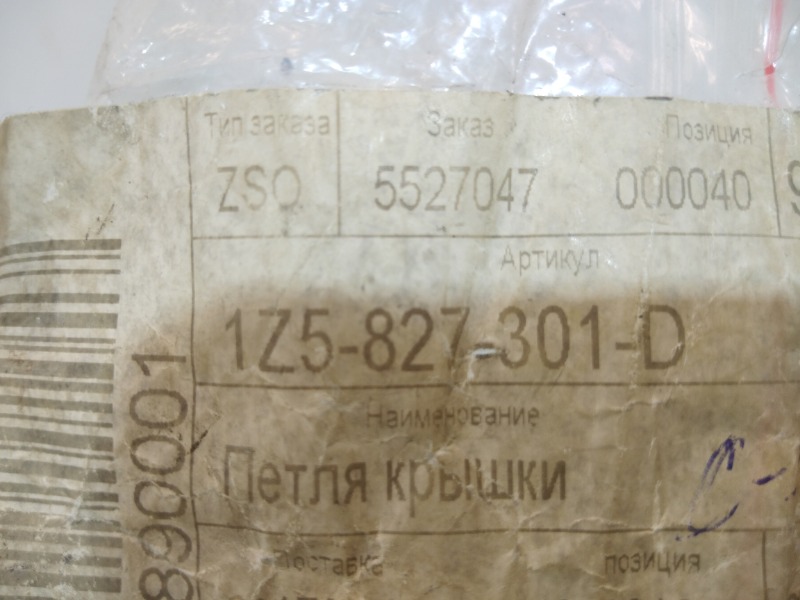 Тип заказа Заказ Позиция
ZSO 5527047 000040
Артикул
1Z5-827-301-D
Наименование
Петля крышки
Поставка позиция
890001